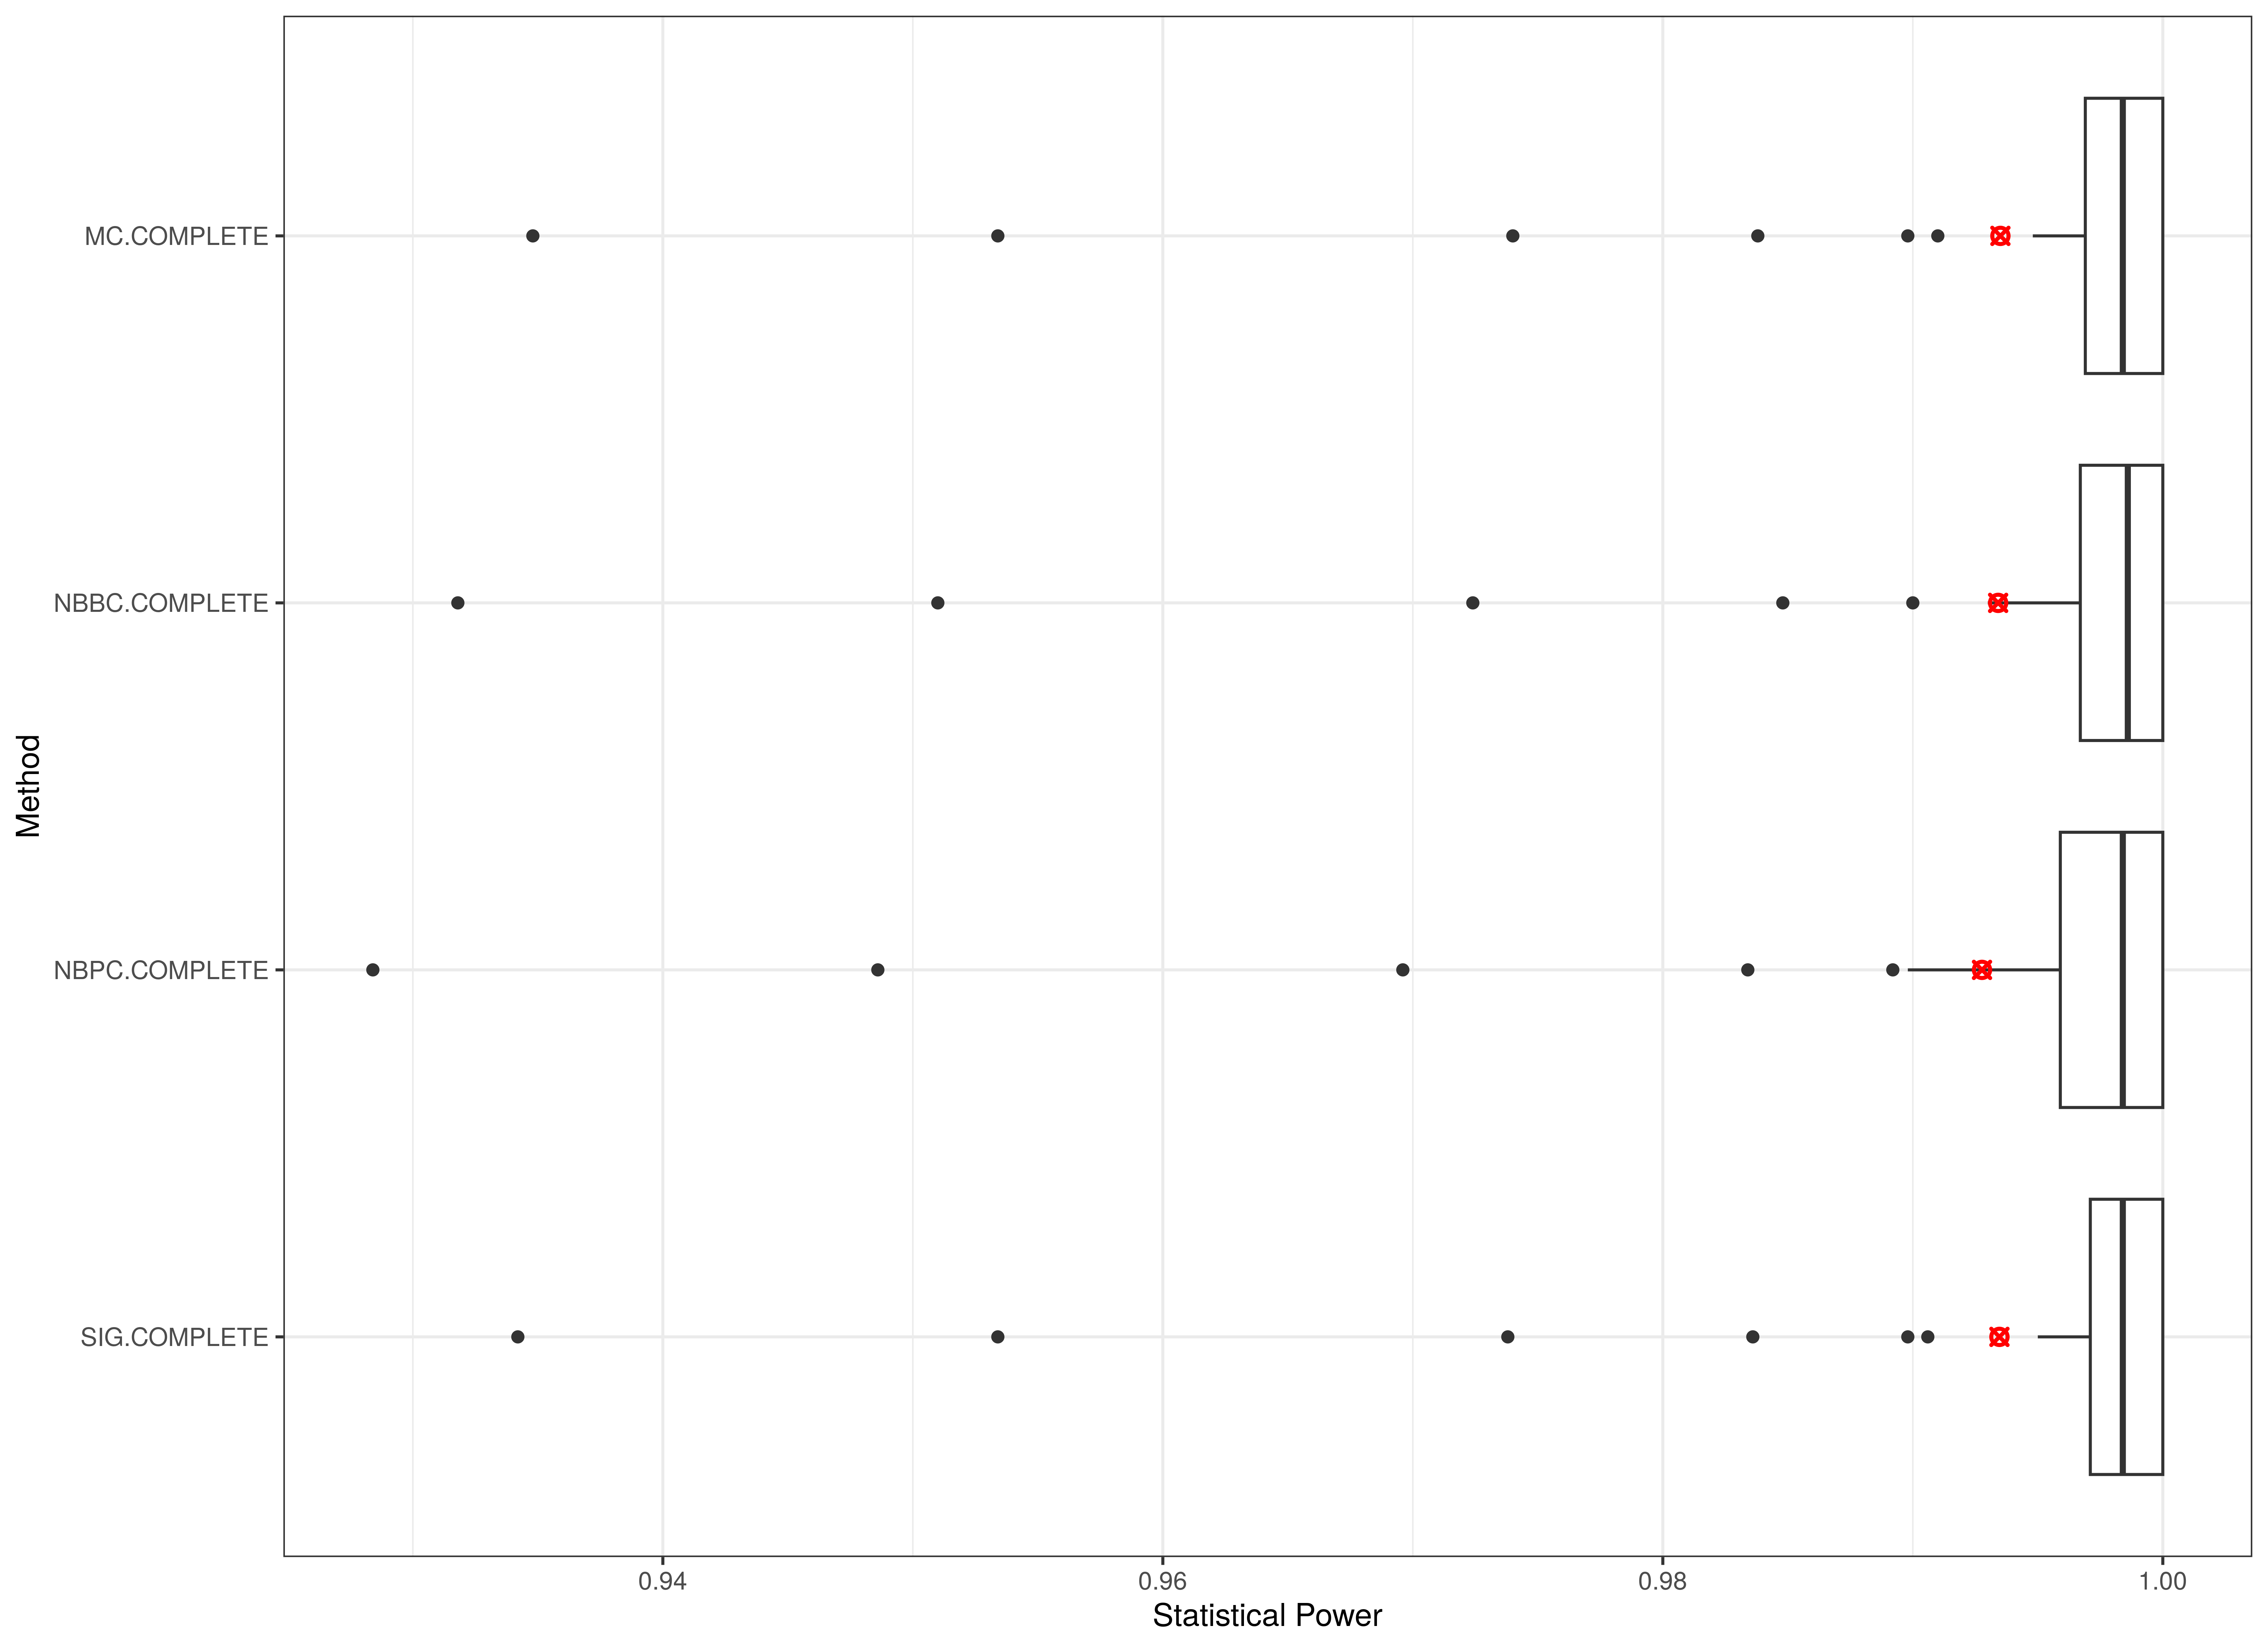 Method
MC.COMPLETE
NBBC.COMPLETE
NBPC.COMPLETE
SIG.COMPLETE
0.94 0.96 0.98 1.00
Statistical Power